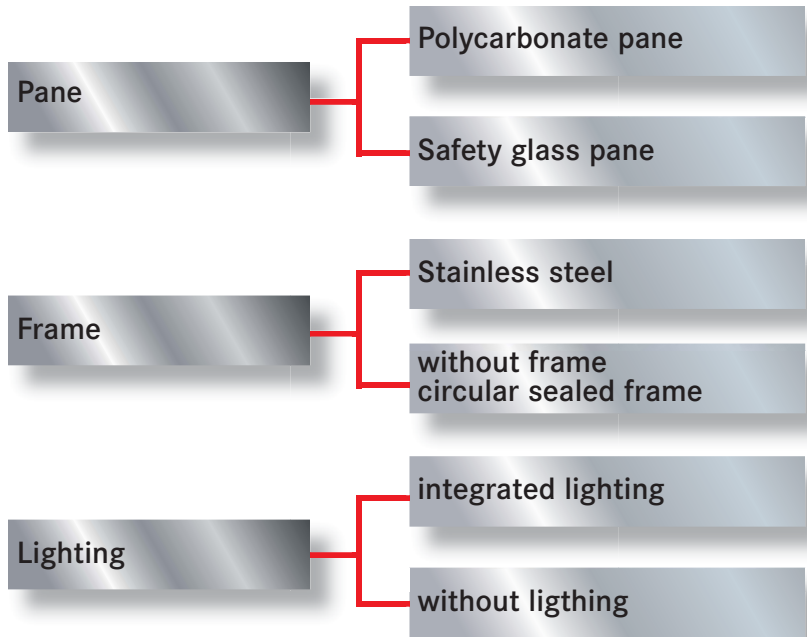 Pane
Polycarbonate pane
Safety glass pane
Frame
Stainless steel
without frame
circular sealed frame
Lighting
integrated lighting
without ligthing